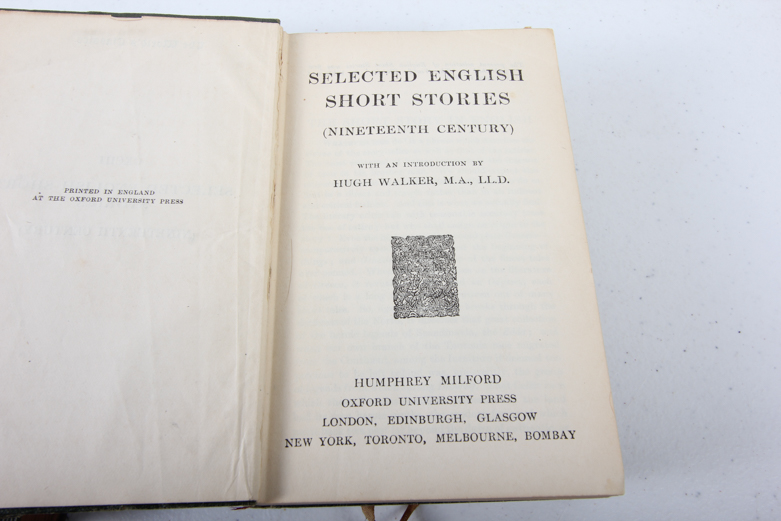 PRINTED IN ENGLAND
AT THE OXFORD UNIVERSITY PRESS
SELECTED ENGLISH
SHORT STORIES
(NINETEENTH CENTURY)
WITH AN INTRODUCTION BY
HUGH WALKER, M.A., LL.D.
HUMPHREY MILFORD
OXFORD UNIVERSITY PRESS
LONDON, EDINBURGH, GLASGOW
NEW YORK, TORONTO, MELBOURNE, BOMBAY